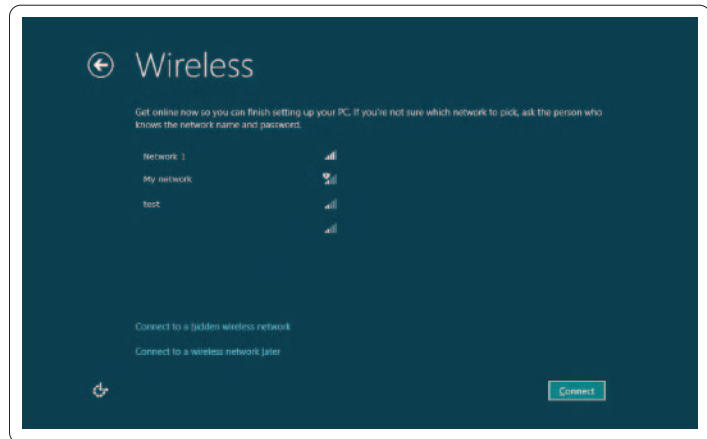 Wireless
Get online now so you can finish setting up your PC. If you're not sure which network to pick, ask the person who
knows the network name and password.
Network 1
My network
test
Connect to a hidden wireless network
Connect to a wireless network later
Connect